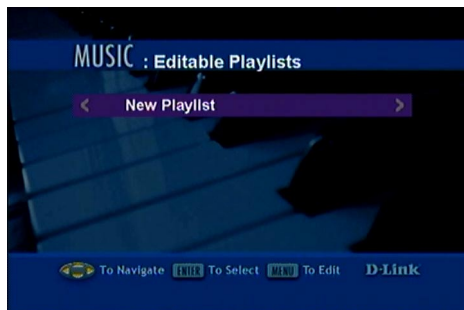 MUSIC : Editable Playlists
< New Playlist >
To Navigate ENTER To Select MENU To Edit D-Link